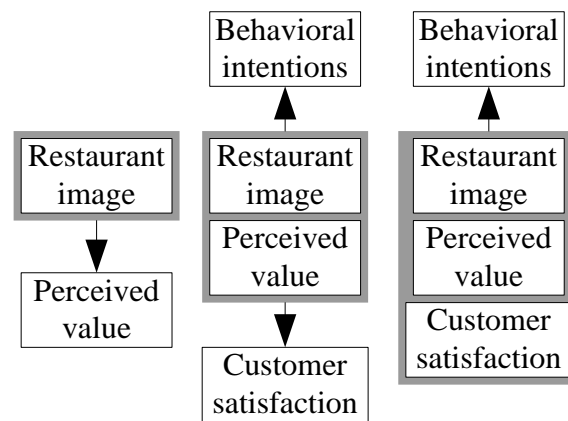 Restaurant
image
Perceived
value
Behavioral
intentions
Restaurant
image
Perceived
value
Customer
satisfaction
Behavioral
intentions
Restaurant
image
Perceived
value
Customer
satisfaction